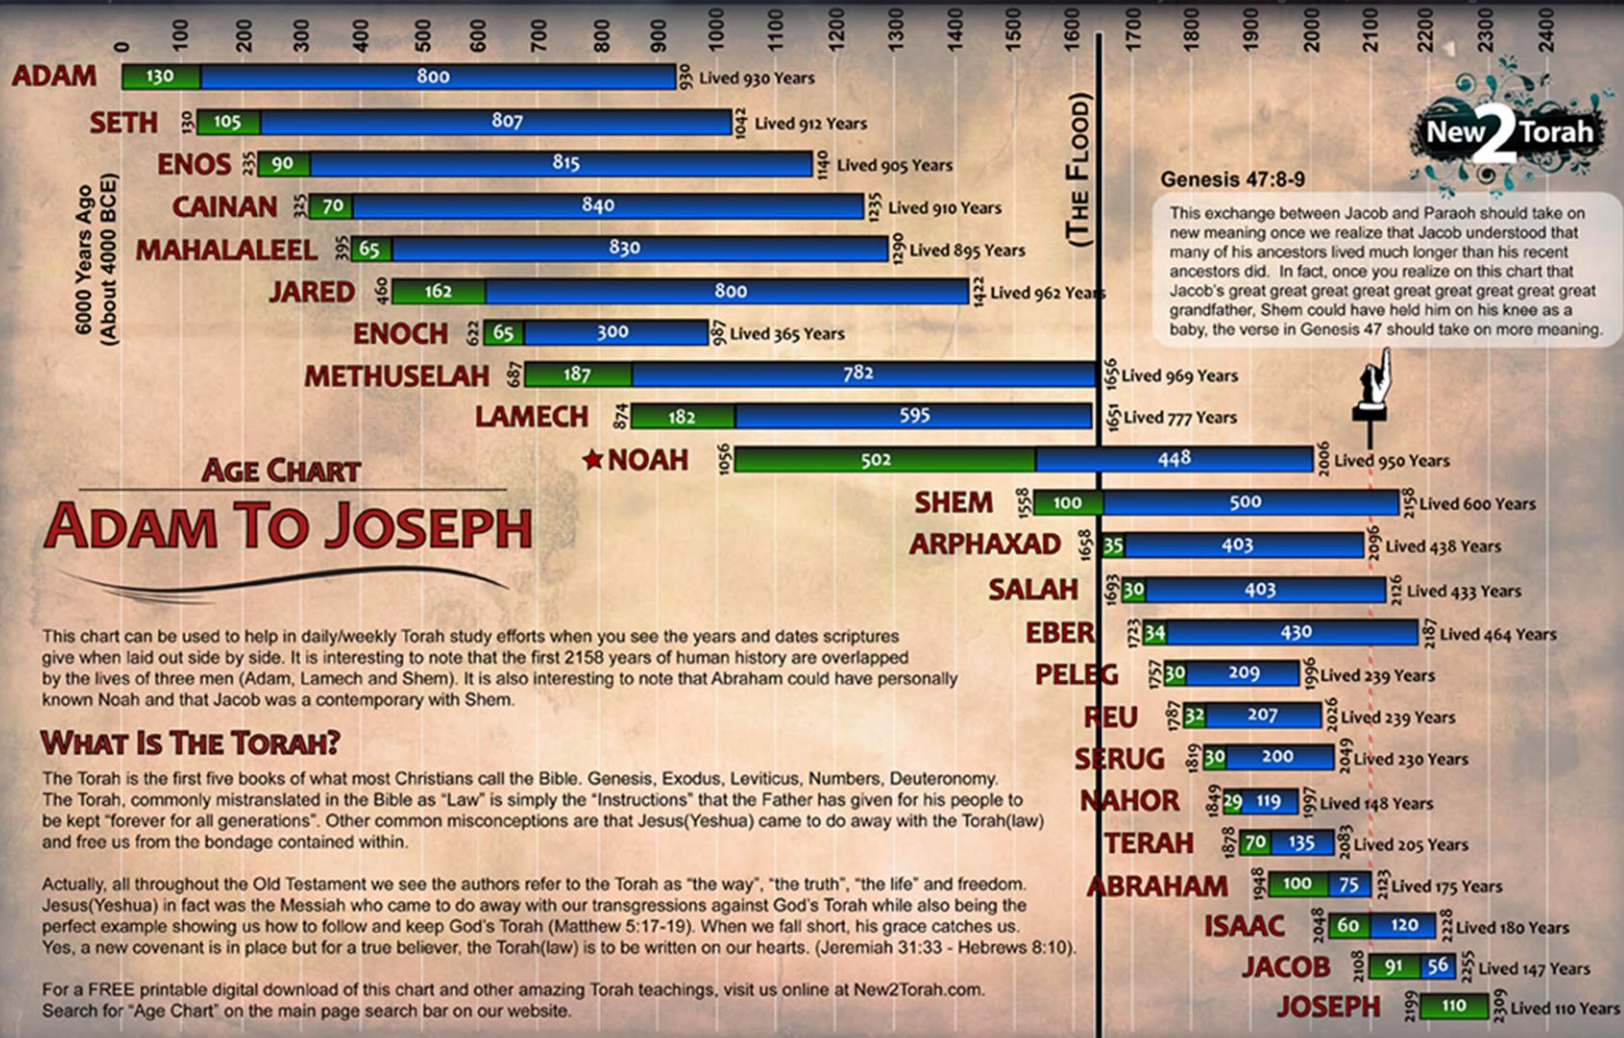 0 100 200 300 400 500 600 700 800 900 1000 1100 1200 1300 1400 1500 1600 1700 1800 1900 2000 2100 2200 2300 2400
ADAM 130 800 930 Lived 930 Years
SETH 130 105 807 1042 Lived 912 Years
ENOS 235 90 815 1140 Lived 905 Years
CAINAN 325 70 840 1235 Lived 910 Years
MAHALALEEL 395 65 830 1290 Lived 895 Years
JARED 460 162 800 1422 Lived 962 Years
ENOCH 622 65 300 987 Lived 365 Years
METHUSELAH 687 187 782 1656 Lived 969 Years
LAMECH 874 182 595 1651 Lived 777 Years
★NOAH 1056 502 448 2006 Lived 950 Years
SHEM 1558 100 500 2158 Lived 600 Years
ARPHAXAD 1658 35 403 2096 Lived 438 Years
SALAH 1693 30 403 2126 Lived 433 Years
EBER 1723 34 430 2187 Lived 464 Years
PELEG 1757 30 209 1996 Lived 239 Years
REU 1787 32 207 2026 Lived 239 Years
SERUG 1819 30 200 2049 Lived 230 Years
NAHOR 1849 29 119 1997 Lived 148 Years
TERAH 1878 70 135 2083 Lived 205 Years
ABRAHAM 1948 100 75 2123 Lived 175 Years
ISAAC 2048 60 120 2228 Lived 180 Years
JACOB 2108 91 56 2255 Lived 147 Years
JOSEPH 2199 110 2309 Lived 110 Years
6000 Years Ago
(About 4000 BCE)
(THE FLOOD)
New2Torah
Genesis 47:8-9
This exchange between Jacob and Paraoh should take on
new meaning once we realize that Jacob understood that
many of his ancestors lived much longer than his recent
ancestors did. In fact, once you realize on this chart that
Jacob's great great great great great great great great great
grandfather, Shem could have held him on his knee as a
baby, the verse in Genesis 47 should take on more meaning.
AGE CHART
ADAM TO JOSEPH
This chart can be used to help in daily/weekly Torah study efforts when you see the years and dates scriptures
give when laid out side by side. It is interesting to note that the first 2158 years of human history are overlapped
by the lives of three men (Adam, Lamech and Shem). It is also interesting to note that Abraham could have personally
known Noah and that Jacob was a contemporary with Shem.
WHAT IS THE TORAH?
The Torah is the first five books of what most Christians call the Bible. Genesis, Exodus, Leviticus, Numbers, Deuteronomy.
The Torah, commonly mistranslated in the Bible as “Law” is simply the “Instructions” that the Father has given for his people to
be kept “forever for all generations”. Other common misconceptions are that Jesus(Yeshua) came to do away with the Torah(law)
and free us from the bondage contained within.
Actually, all throughout the Old Testament we see the authors refer to the Torah as “the way”, “the truth”, “the life” and freedom.
Jesus(Yeshua) in fact was the Messiah who came to do away with our transgressions against God's Torah while also being the
perfect example showing us how to follow and keep God's Torah (Matthew 5:17-19). When we fall short, his grace catches us.
Yes, a new covenant is in place but for a true believer, the Torah(law) is to be written on our hearts. (Jeremiah 31:33 - Hebrews 8:10).
For a FREE printable digital download of this chart and other amazing Torah teachings, visit us online at New2Torah.com.
Search for “Age Chart” on the main page search bar on our website.